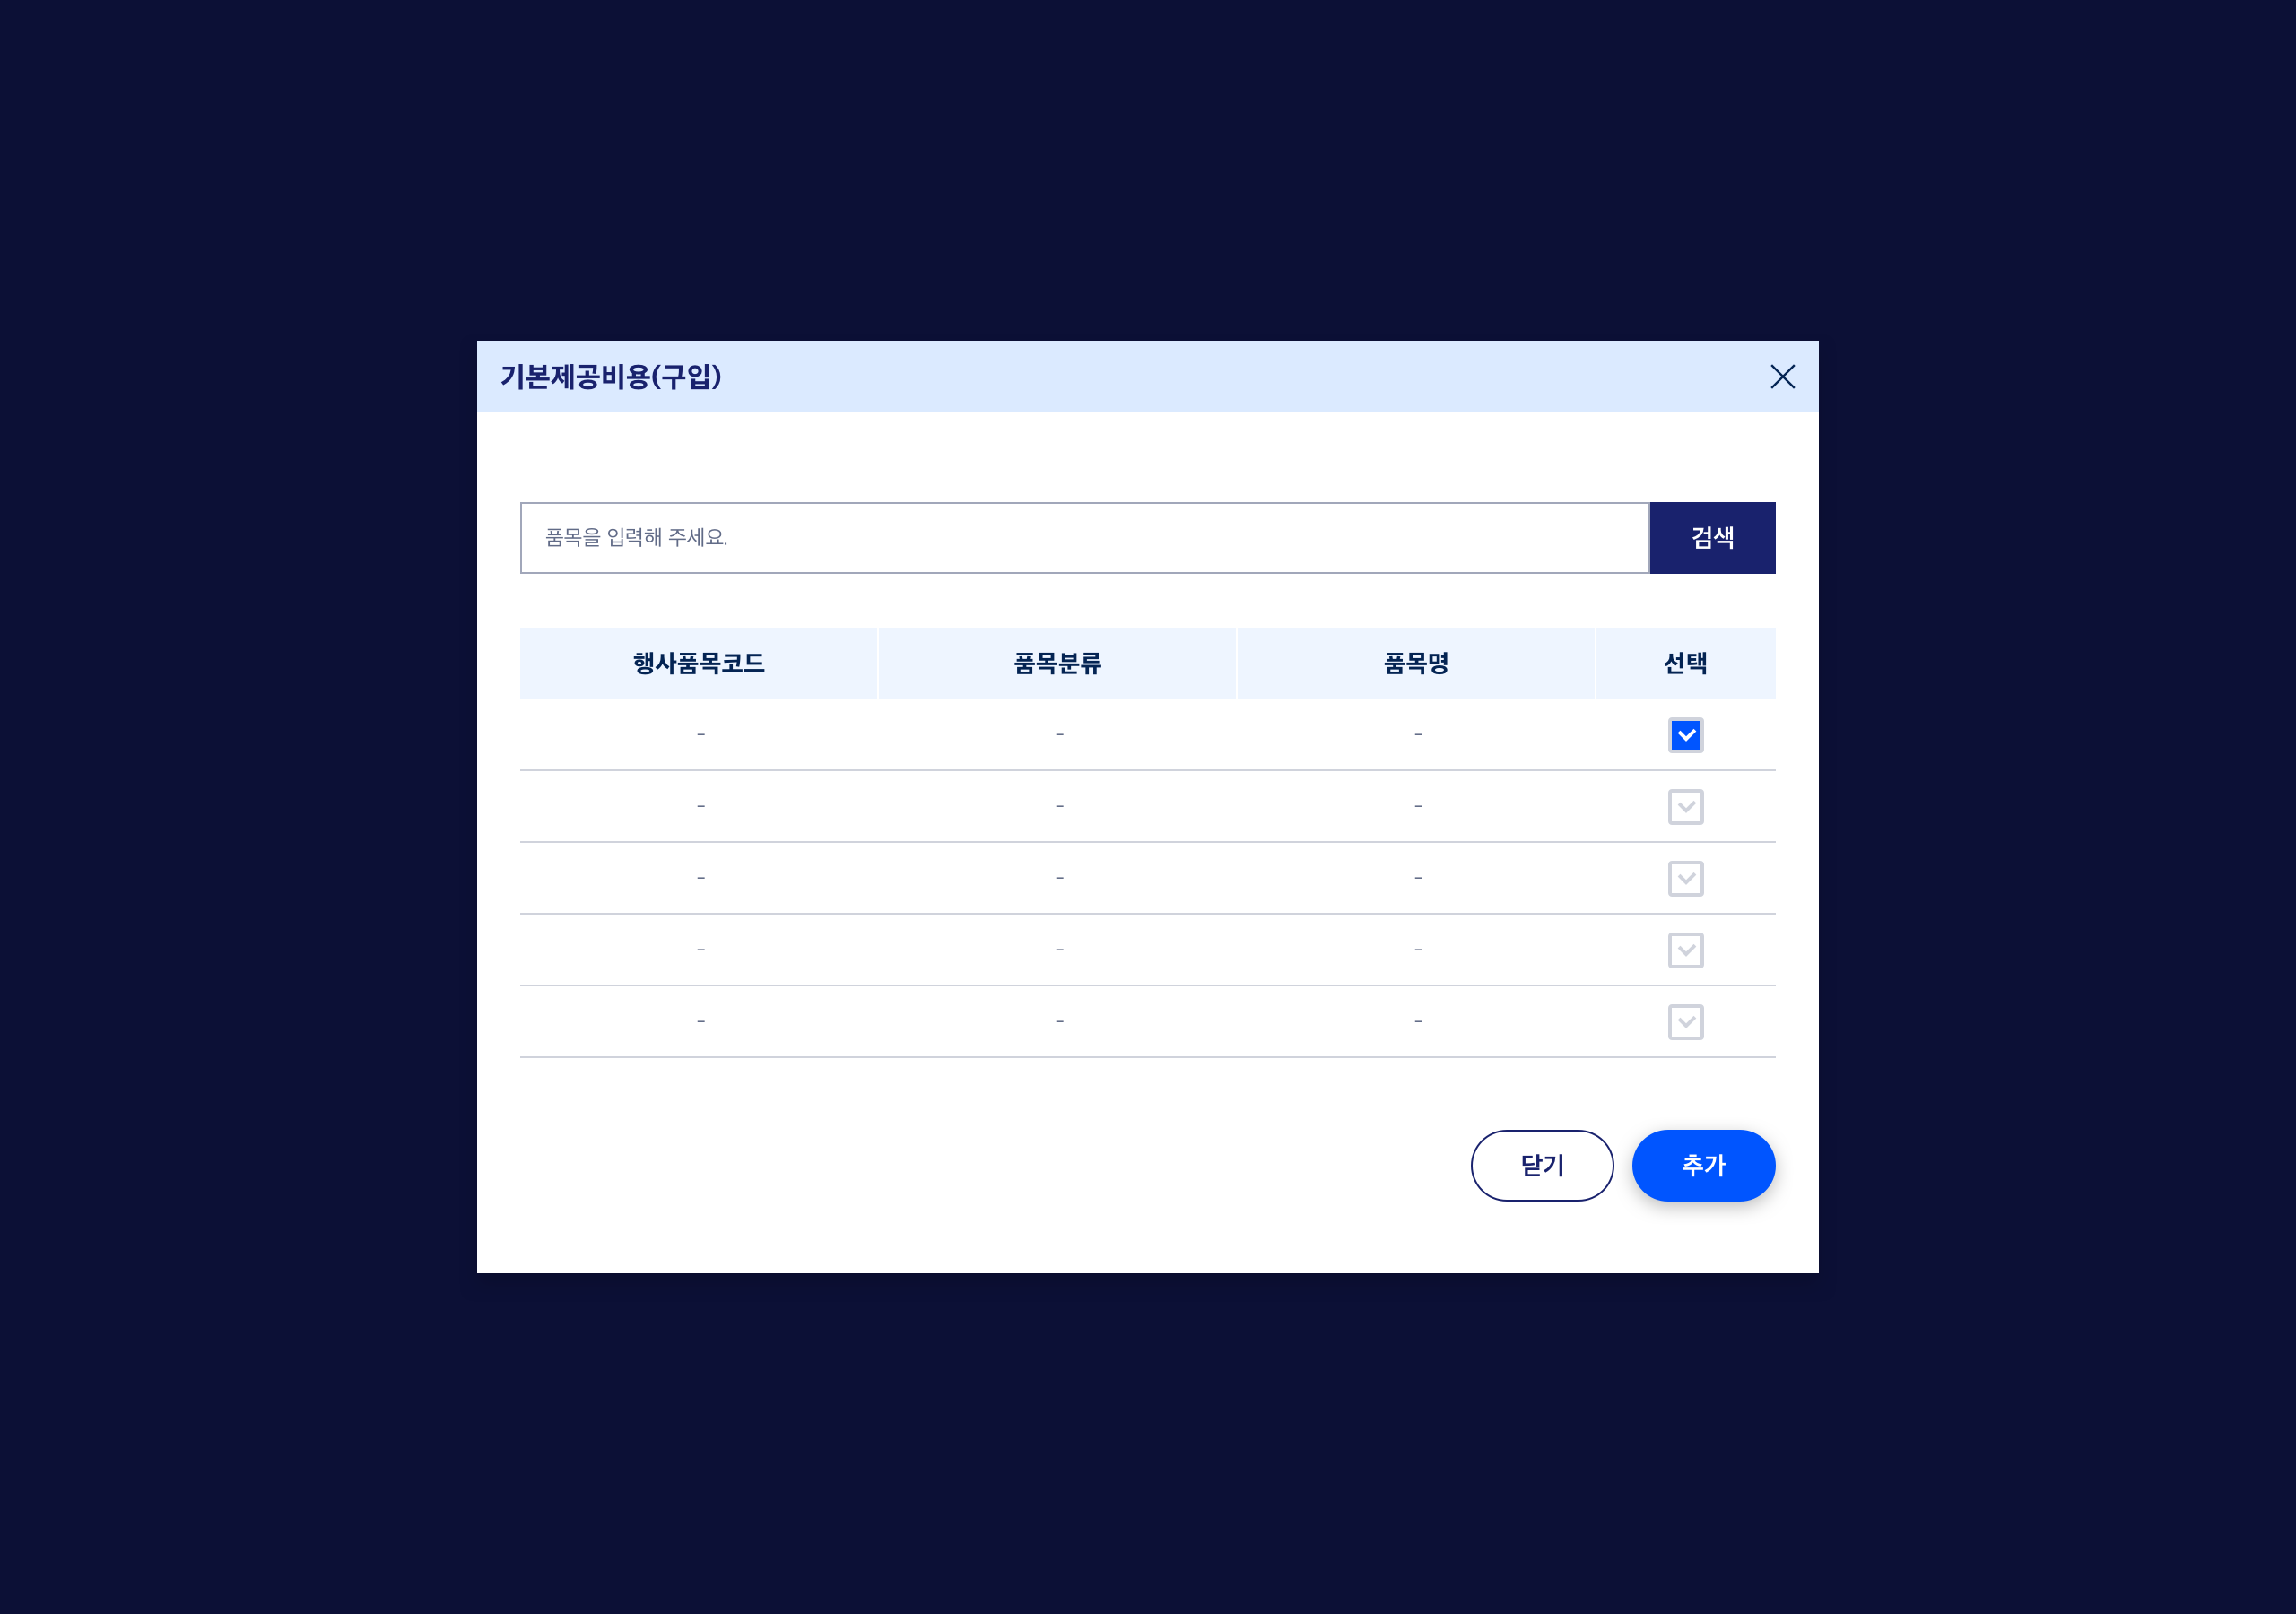 기본제공비용(구입)
품목을 입력해 주세요.
검색
행사품목코드 품목분류 품목명 선택
- - -
- - -
- - -
- - -
- - -
닫기 추가